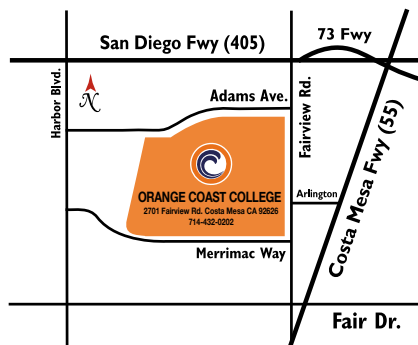 73 Fwy
San Diego Fwy (405)
Harbor Blvd.
N
Adams Ave.
Fairview Rd.
Costa Mesa Fwy (55)
ORANGE COAST COLLEGE
2701 Fairview Rd. Costa Mesa CA 92626
714-432-0202
Arlington
Merrimac Way
Fair Dr.